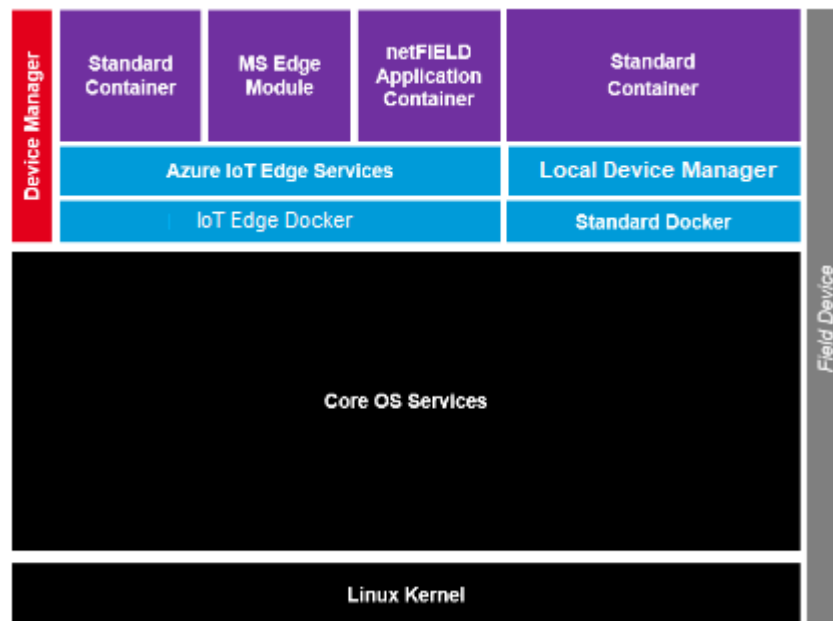 Device Manager
Standard
Container
MS Edge
Module
netFIELD
Application
Container
Standard
Container
Azure IoT Edge Services
Local Device Manager
IoT Edge Docker
Standard Docker
Field Device
Core OS Services
Linux Kernel